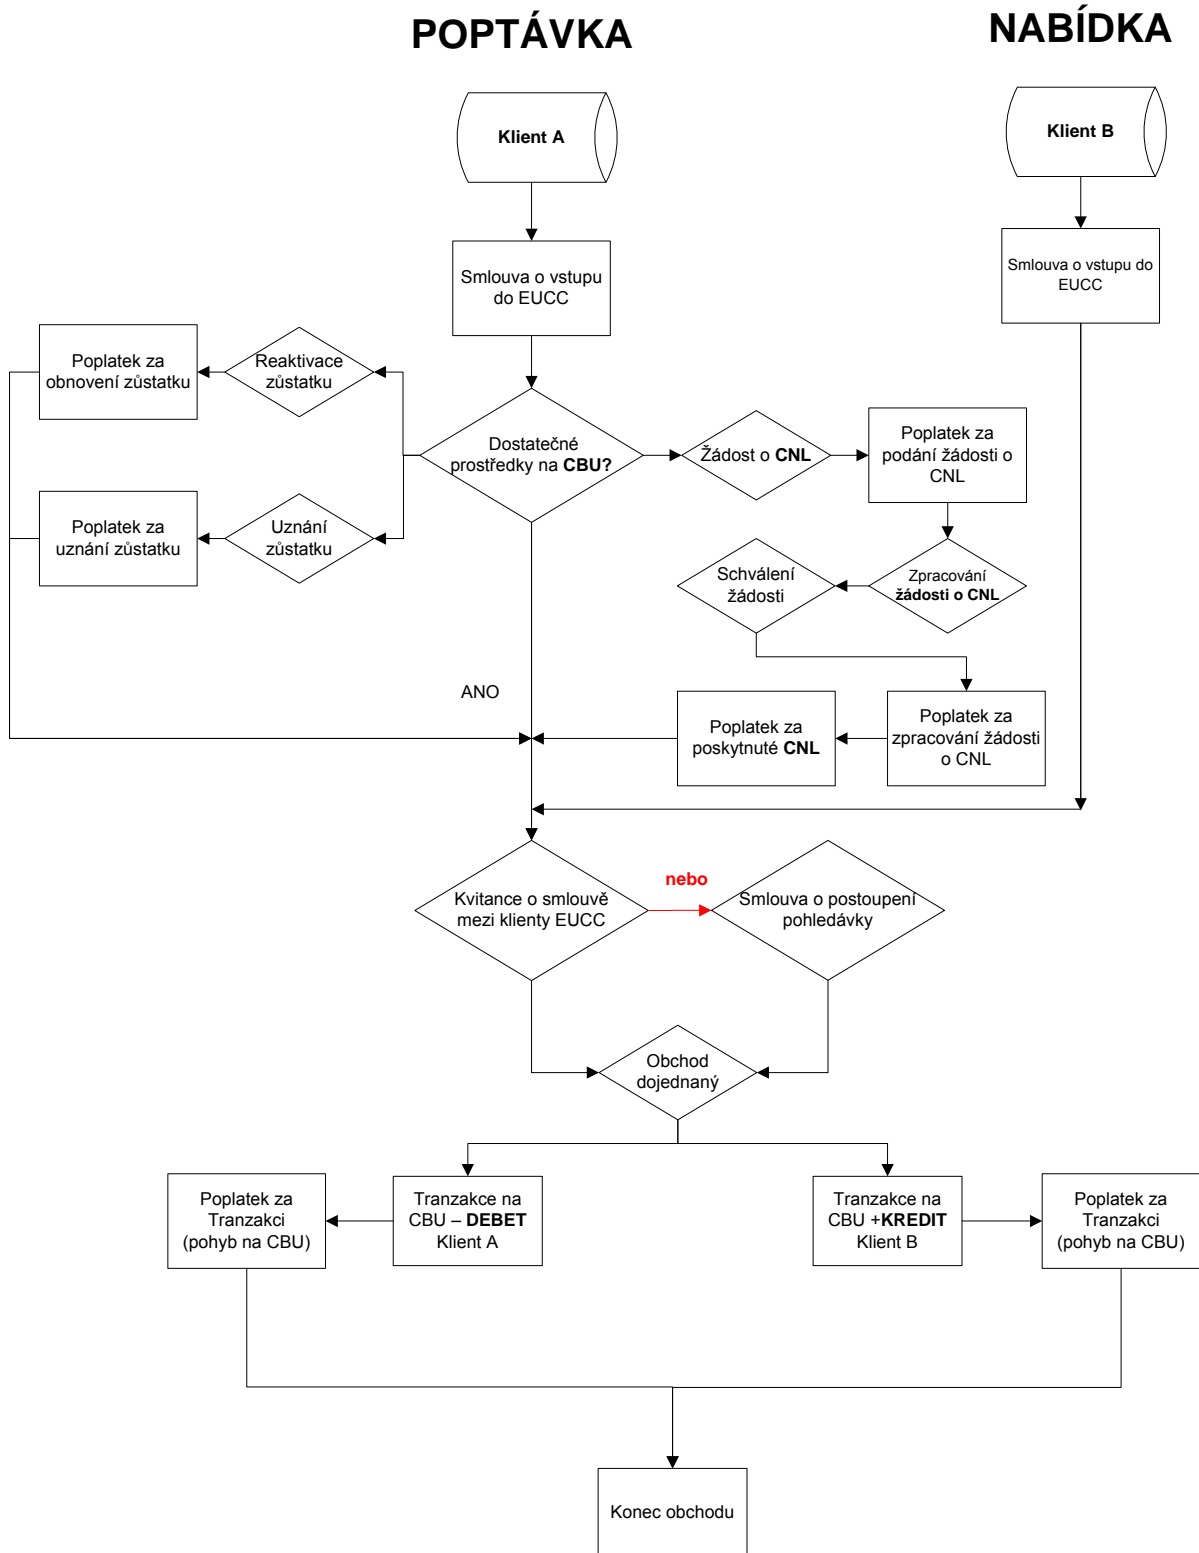 POPTÁVKA
NABÍDKA
Klient A
Klient B
Smlouva o vstupu
do EUCC
Smlouva o vstupu do
EUCC
Poplatek za
obnovení zůstatku
Reaktivace
zůstatku
Dostatečné
prostředky na CBU?
Žádost o CNL
Poplatek za
podání žádosti o
CNL
Poplatek za
uznání zůstatku
Uznání
zůstatku
Schválení
žádosti
Zpracování
žádosti o CNL
ANO
Poplatek za
poskytnuté CNL
Poplatek za
zpracování žádosti
o CNL
Kvitance o smlouvě
mezi klienty EUCC
nebo
Smlouva o postoupení
pohledávky
Obchod
dojednaný
Poplatek za
Tranzakci
(pohyb na CBU)
Tranzakce na
CBU – DEBET
Klient A
Tranzakce na
CBU +KREDIT
Klient B
Poplatek za
Tranzakci
(pohyb na CBU)
Konec obchodu